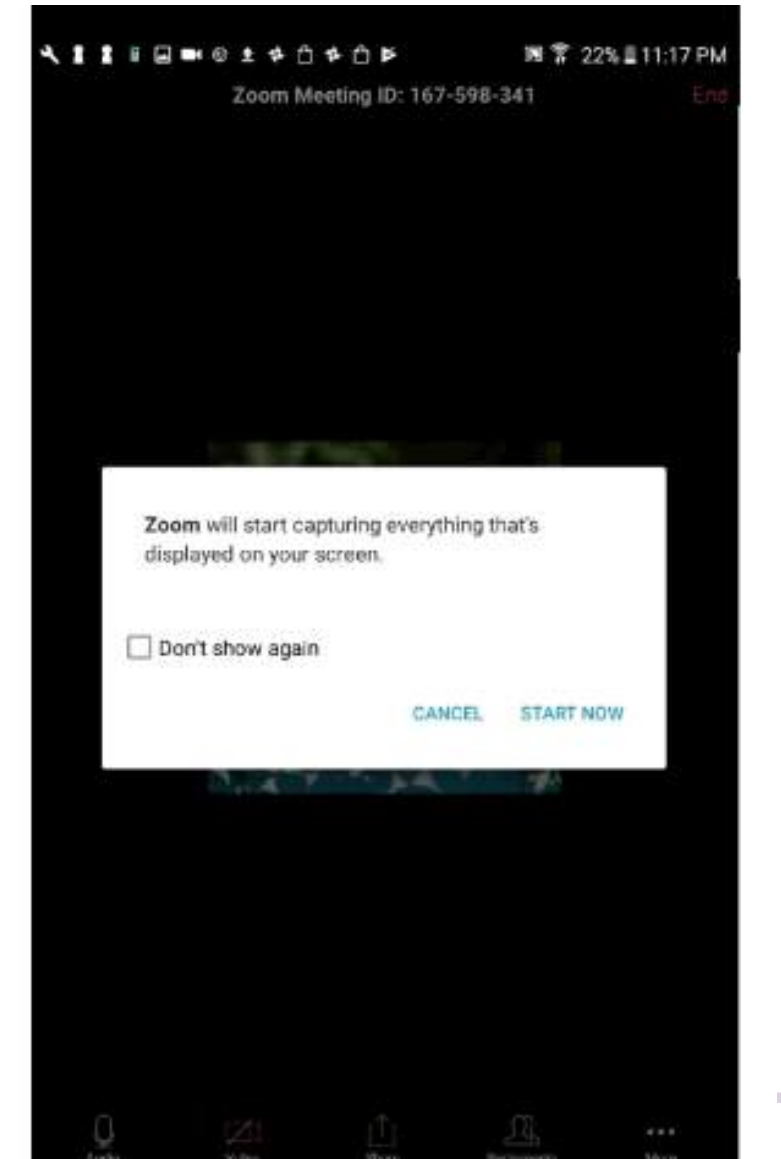 22% 11:17 PM
Zoom Meeting ID: 167-598-341 End
Zoom will start capturing everything that's
displayed on your screen.
Don't show again
CANCEL START NOW